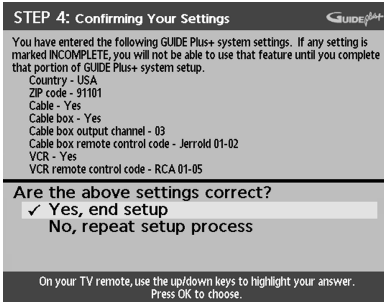 STEP 4: Confirming Your Settings
GUIDE plus+
You have entered the following GUIDE Plus+ system settings. If any setting is
marked INCOMPLETE, you will not be able to use that feature until you complete
that portion of GUIDE Plus+ system setup.
Country - USA
ZIP code - 91101
Cable - Yes
Cable box - Yes
Cable box output channel - 03
Cable box remote control code - Jerrold 01-02
VCR - Yes
VCR remote control code - RCA 01-05
Are the above settings correct?
✓ Yes, end setup
No, repeat setup process
On your TV remote, use the up/down keys to highlight your answer.
Press OK to choose.